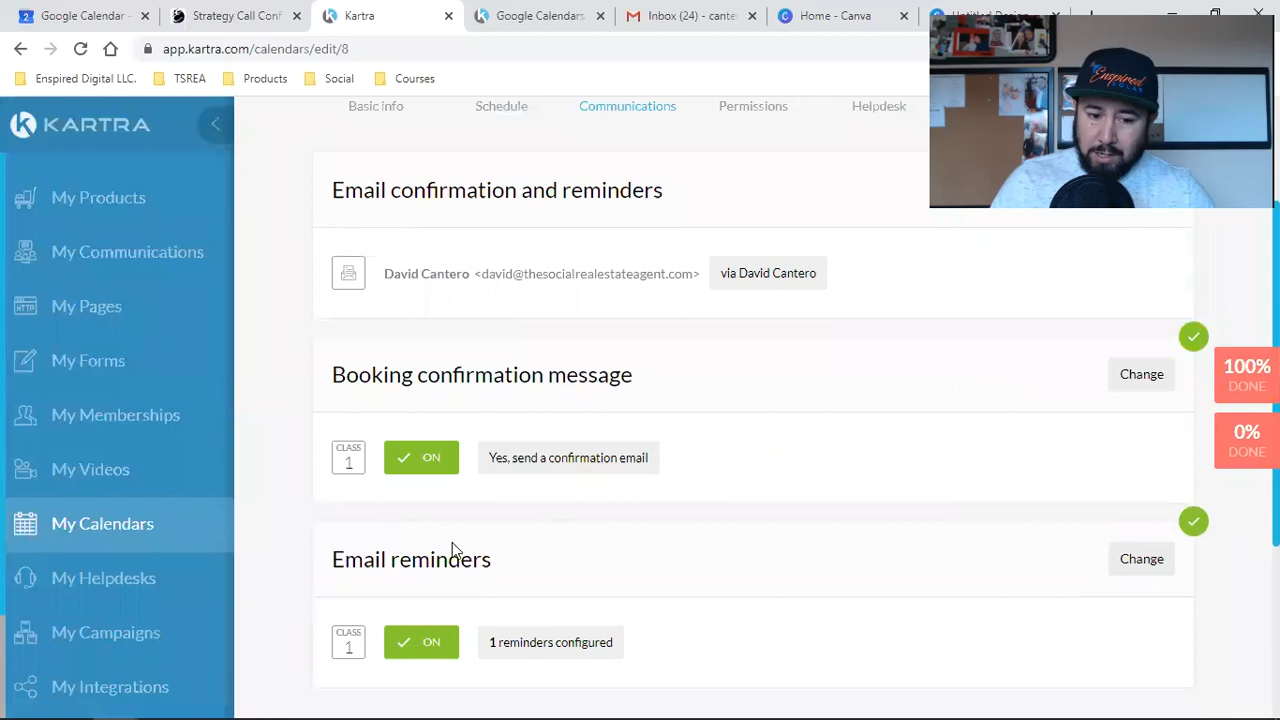 Google Calendar
Strategy Call Conf
Kartra
Google Calendars
Inbox (24) - cant
Home - Canva
app.kartra.com/calendars/edit/8
Enspired Digital LLC.
TSREA
Products
Social
Courses
KARTRA
My Products
My Communications
My Pages
My Forms
My Memberships
My Videos
My Calendars
My Helpdesks
My Campaigns
My Integrations
Basic info
Schedule
Communications
Permissions
Helpdesk
Email confirmation and reminders
David Cantero <david@thesocialrealestateagent.com>
via David Cantero
Booking confirmation message
Change
CLASS
1
ON
Yes, send a confirmation email
Email reminders
Change
CLASS
1
ON
1 reminders configured
100%
DONE
0%
DONE
HTTP
Enspired